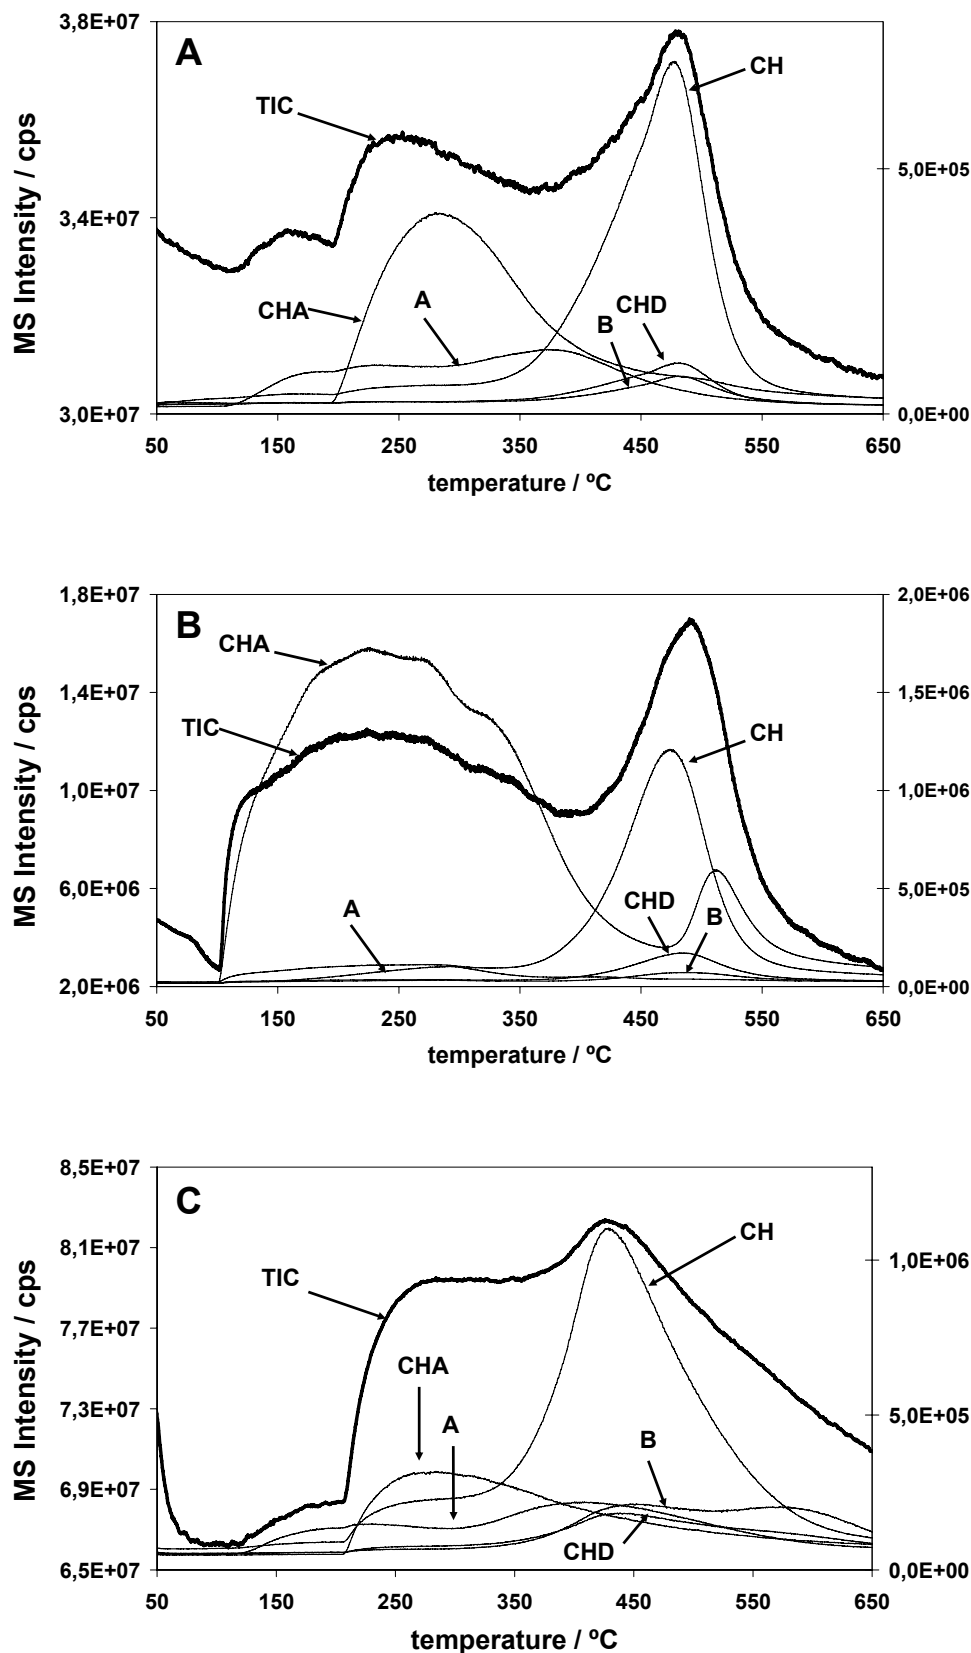 A
MS Intensity / cps
3,8E+07
3,4E+07
3,0E+07
5,0E+05
0,0E+00
TIC
CH
CHA
A
B
CHD
50 150 250 350 450 550 650
temperature / ºC
B
MS Intensity / cps
1,8E+07
1,4E+07
1,0E+07
6,0E+06
2,0E+06
2,0E+06
1,5E+06
1,0E+06
5,0E+05
0,0E+00
CHA
TIC
CH
A
CHD
B
50 150 250 350 450 550 650
temperature / ºC
C
MS Intensity / cps
8,5E+07
8,1E+07
7,7E+07
7,3E+07
6,9E+07
6,5E+07
1,0E+06
5,0E+05
0,0E+00
TIC
CH
CHA
A
B
CHD
50 150 250 350 450 550 650
temperature / ºC